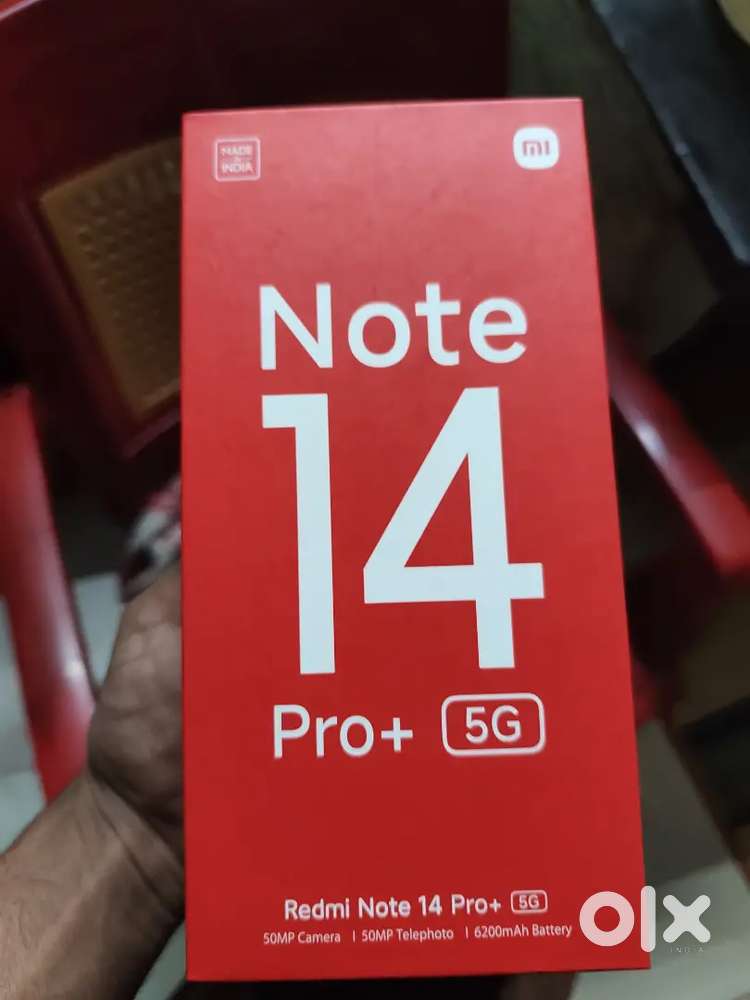 MADE
IN
INDIA
mi
Note
14
Pro+ 5G
Redmi Note 14 Pro+ 5G
50MP Camera | 50MP Telephoto | 6200mAh Battery
olx
INDIA